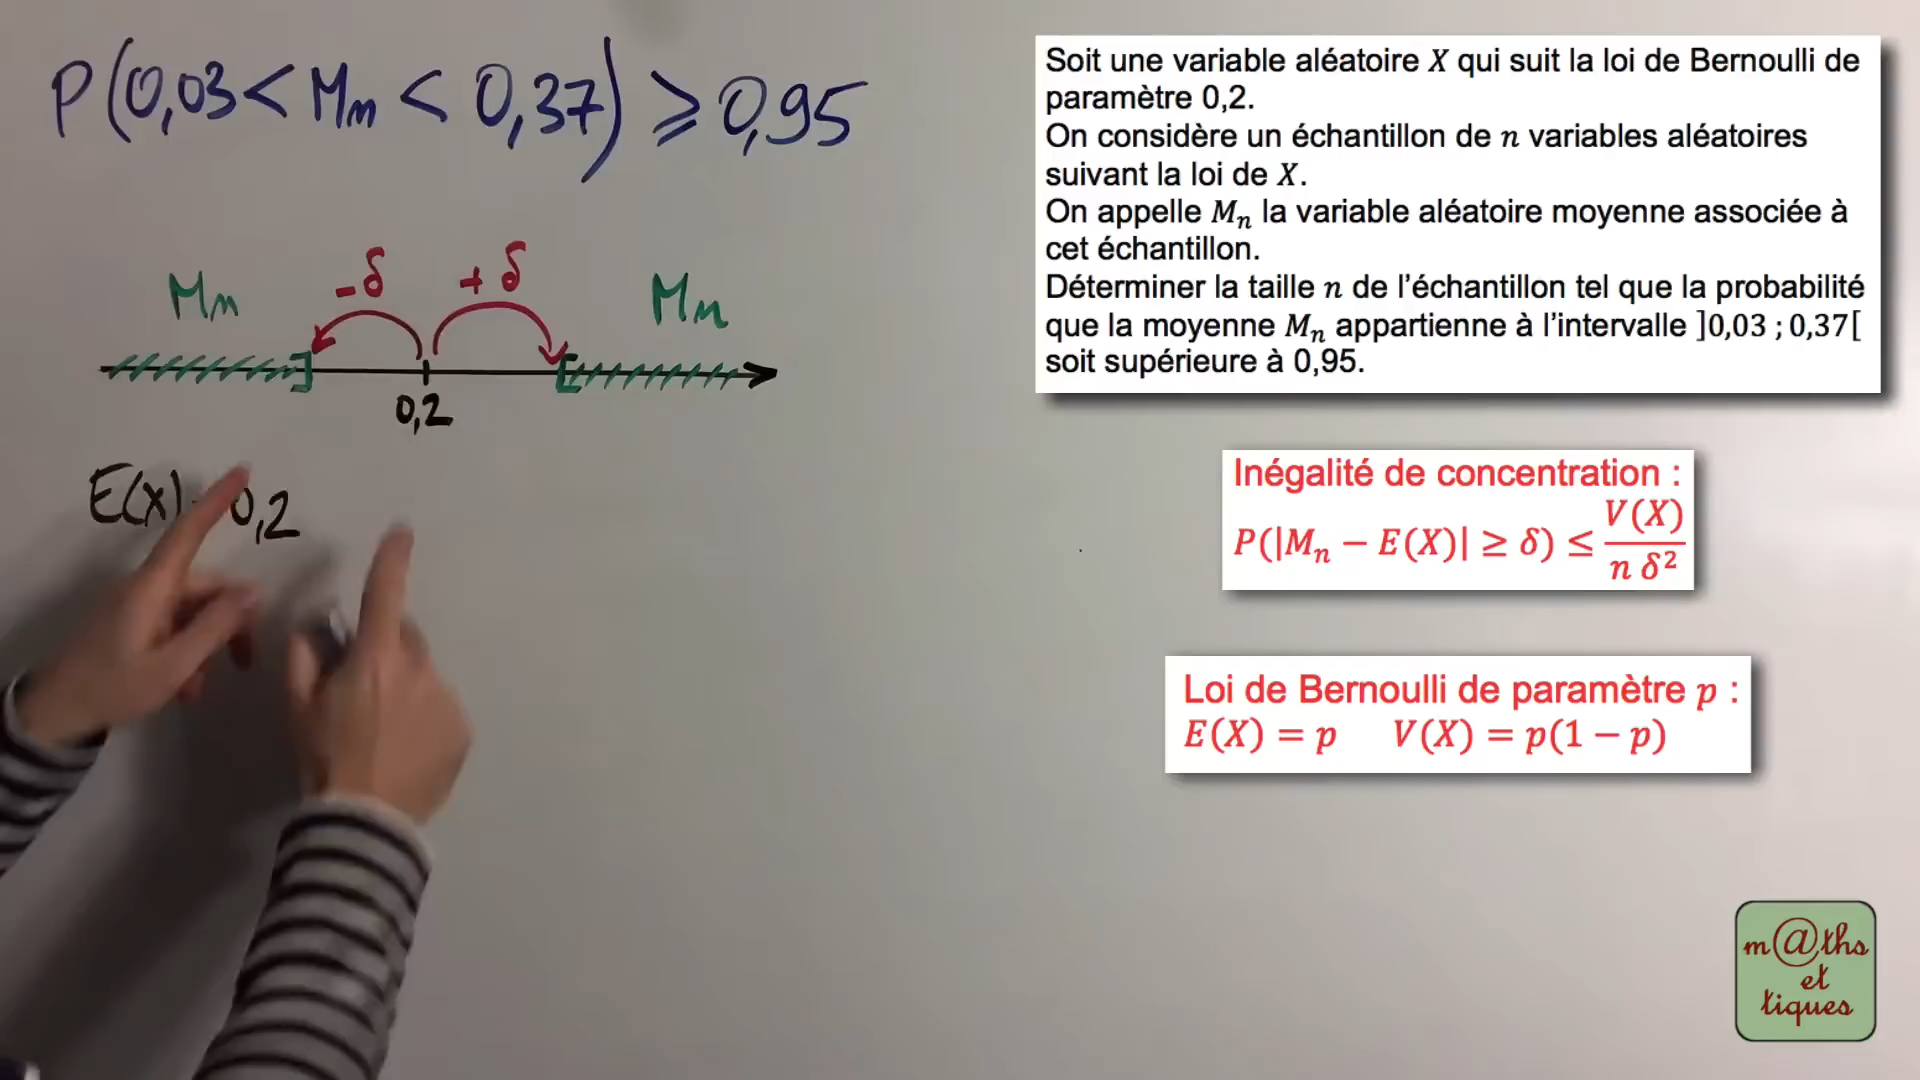 P(0,03 < Mn < 0,37) ⩾ 0,95
Mn -δ +δ Mn
0,2
E(X) 0,2
Soit une variable aléatoire X qui suit la loi de Bernoulli de
paramètre 0,2.
On considère un échantillon de n variables aléatoires
suivant la loi de X.
On appelle Mn la variable aléatoire moyenne associée à
cet échantillon.
Déterminer la taille n de l’échantillon tel que la probabilité
que la moyenne Mn appartienne à l’intervalle ]0,03 ; 0,37[
soit supérieure à 0,95.
Inégalité de concentration :
P(|Mn − E(X)| ≥ δ) ≤ V(X) / n δ²
Loi de Bernoulli de paramètre p :
E(X) = p V(X) = p(1 − p)
m@ths
et
tiques